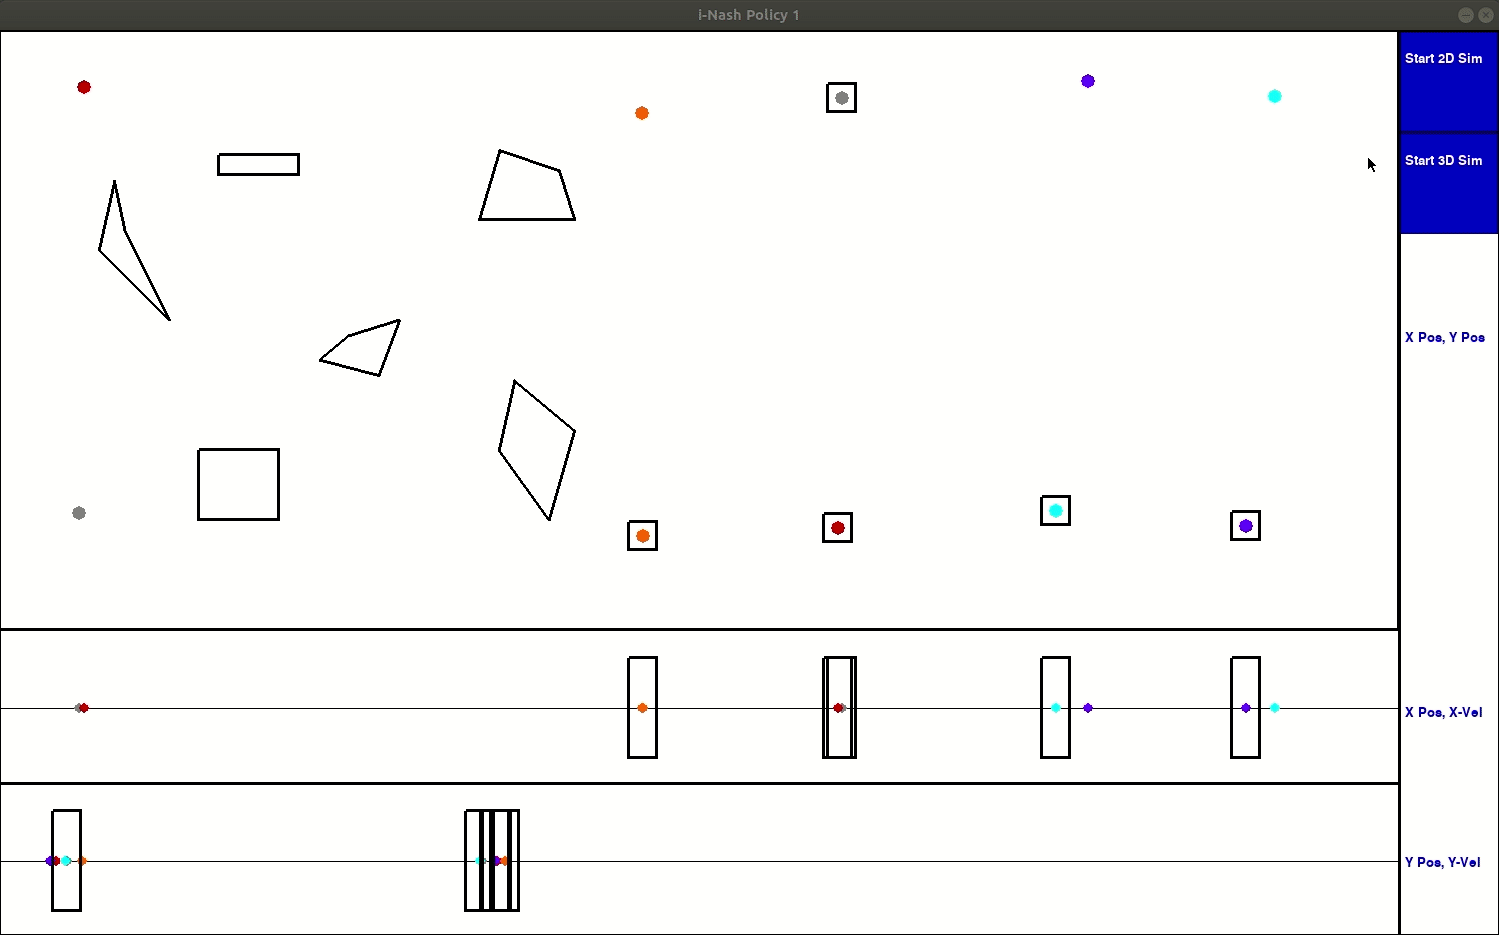 i-Nash Policy 1
Start 2D Sim
Start 3D Sim
X Pos, Y Pos
X Pos, X-Vel
Y Pos, Y-Vel